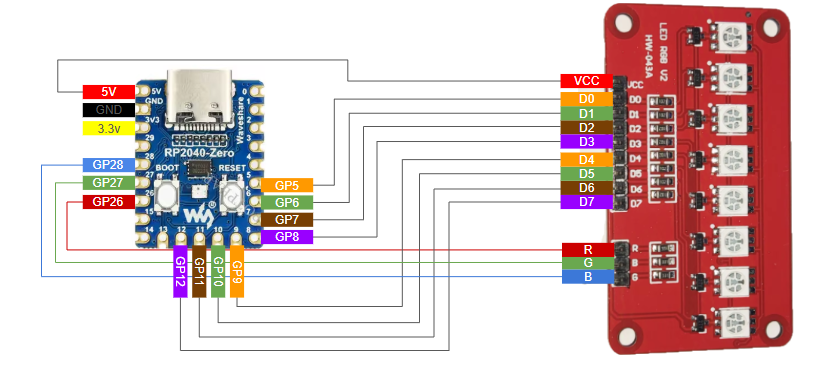 5V
GND
3.3v
GP28
GP27
GP26
5V
GND
3V3
29
28
27
26
15
14
13
12
11
10
9
8
0
1
2
3
4
5
6
7
Waveshare
RP2040-Zero
BOOT
RESET
GP5
GP6
GP7
GP8
GP12
GP11
GP10
GP9
VCC
D0
D1
D2
D3
D4
D5
D6
D7
R
G
B
VCC
D0
D1
D2
D3
D4
D5
D6
D7
R
B
G
LED RGB V2
HW-043A